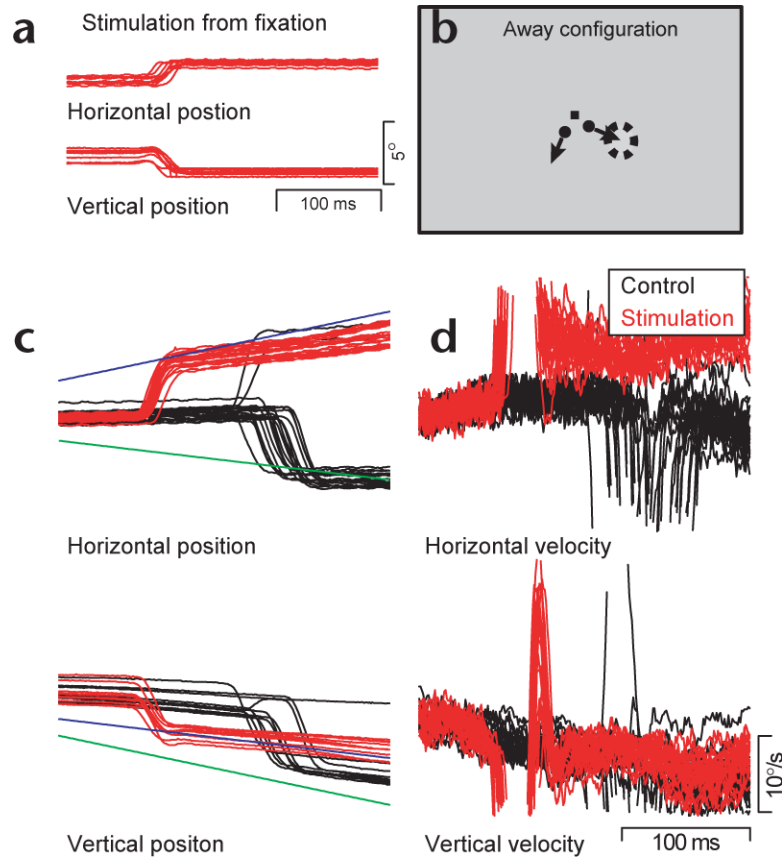 a
Stimulation from fixation
Horizontal postion
Vertical position
5°
100 ms
b
Away configuration
c
Horizontal position
Vertical positon
d
Control
Stimulation
Horizontal velocity
Vertical velocity
10°/s
100 ms